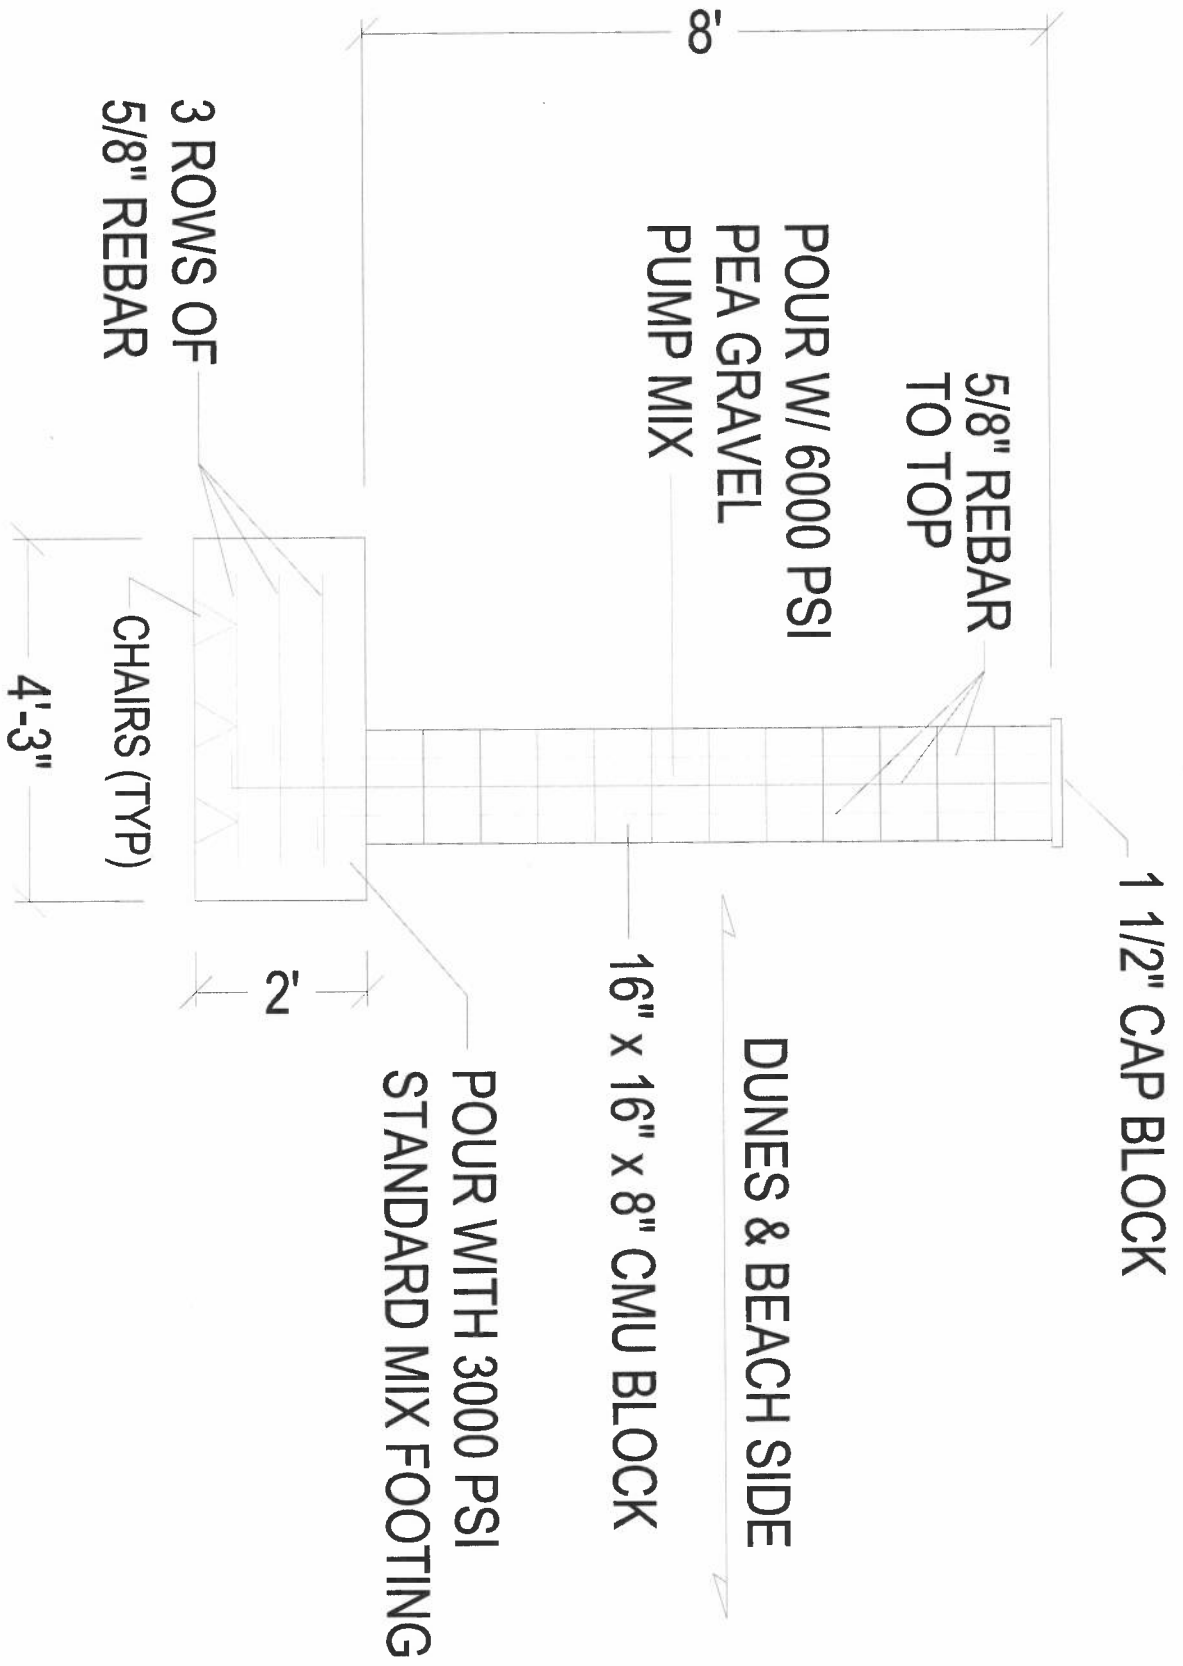 1 1/2" CAP BLOCK
5/8" REBAR
TO TOP
8'
POUR W/ 6000 PSI
PEA GRAVEL
PUMP MIX
DUNES & BEACH SIDE
16" x 16" x 8" CMU BLOCK
POUR WITH 3000 PSI
STANDARD MIX FOOTING
3 ROWS OF
5/8" REBAR
2'
CHAIRS (TYP)
4'-3"